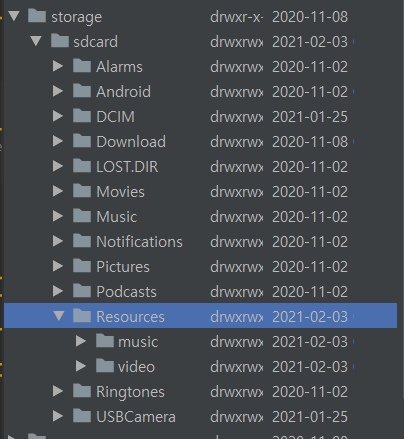 storage drwxr-x- 2020-11-08
sdcard drwxrwx 2021-02-03
Alarms drwxrwx 2020-11-02
Android drwxrwx 2020-11-02
DCIM drwxrwx 2021-01-25
Download drwxrwx 2020-11-08
LOST.DIR drwxrwx 2020-11-02
Movies drwxrwx 2020-11-02
Music drwxrwx 2020-11-02
Notifications drwxrwx 2020-11-02
Pictures drwxrwx 2020-11-02
Podcasts drwxrwx 2020-11-02
Resources drwxrwx 2021-02-03
music drwxrwx 2021-02-03
video drwxrwx 2021-02-03
Ringtones drwxrwx 2020-11-02
USBCamera drwxrwx 2021-01-25